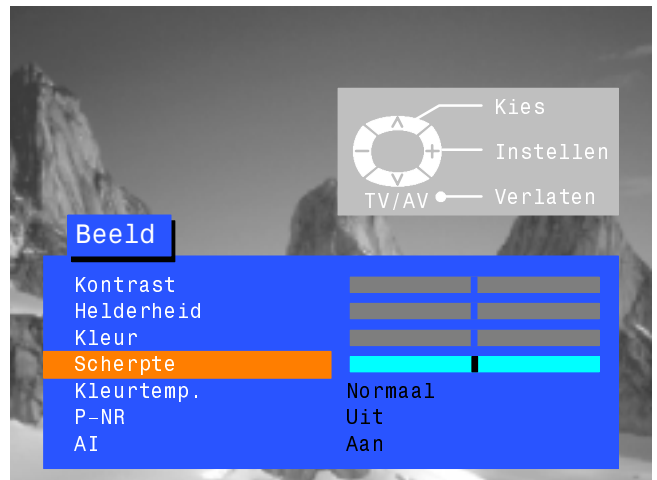 Kies
Instellen
TV/AV Verlaten
Beeld
Kontrast
Helderheid
Kleur
Scherpte
Kleurtemp. Normaal
P-NR Uit
AI Aan